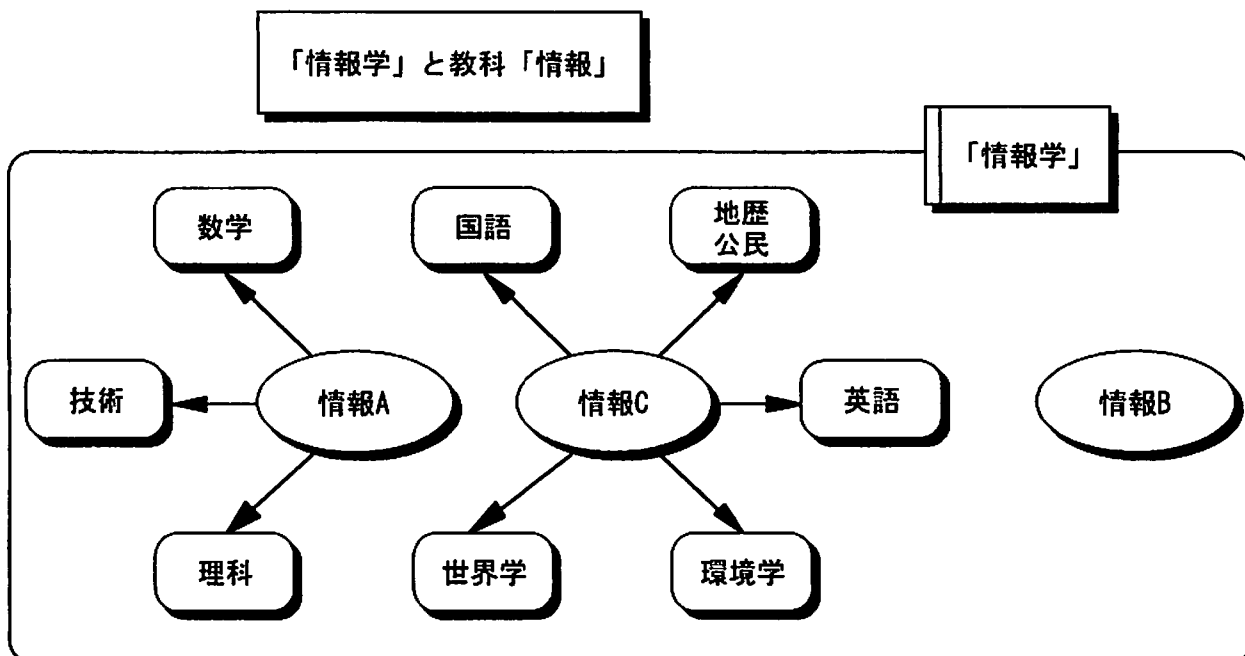 「情報学」と教科「情報」
「情報学」
数学
国語
地歴
公民
技術
情報A
情報C
英語
情報B
理科
世界学
環境学